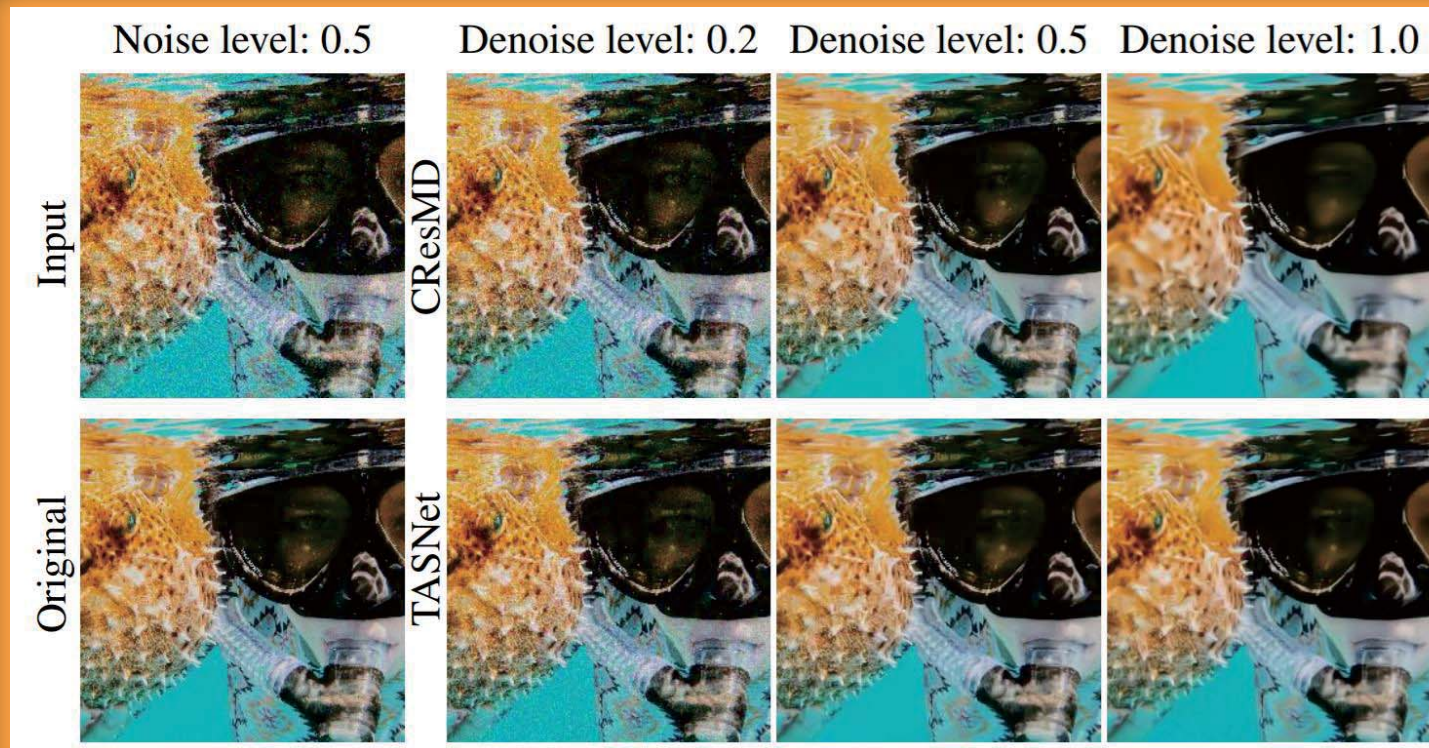 Noise level: 0.5
Denoise level: 0.2
Denoise level: 0.5
Denoise level: 1.0
Input
CResMD
Original
TASNet